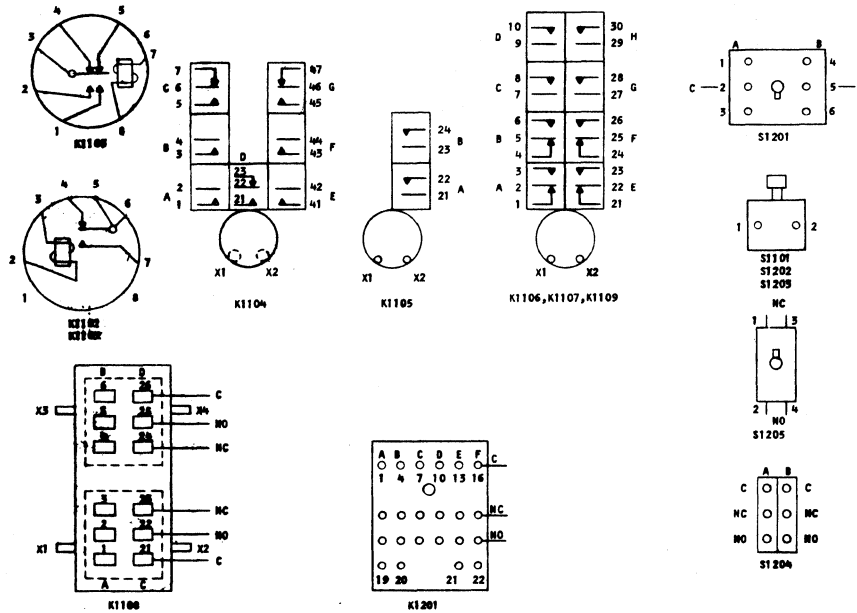 4 5
3 6
7
2
1 8
K1103
7 47
C 6 46 G
5 45
4 44
B 3 43 F
D
23
2 22 42
A 21 E
1 41
X1 X2
K1104
24
B
23
22
A
21
X1 X2
K1105
10 30
D H
9 29
8 28
C G
7 27
6 26
B 5 25 F
4 24
3 23
A 2 22 E
1 21
X1 X2
K1106,K1107,K1109
A B
1 4
C 2 5
3 6
S1201
1 2
S1101
S1202
S1203
NC
1 3
2 4
NO
S1205
A B
C C
NC NC
NO NO
S1204
4 5
3 6
2 7
1 8
K1102
B D
6 26 C
X3 X4
NO
24 NC
3 NC
2 22 NO
X1 X2
1 21 C
A C
K1108
A B C D E F C
1 4 7 10 13 16
NC
NO
19 20 21 22
K1201